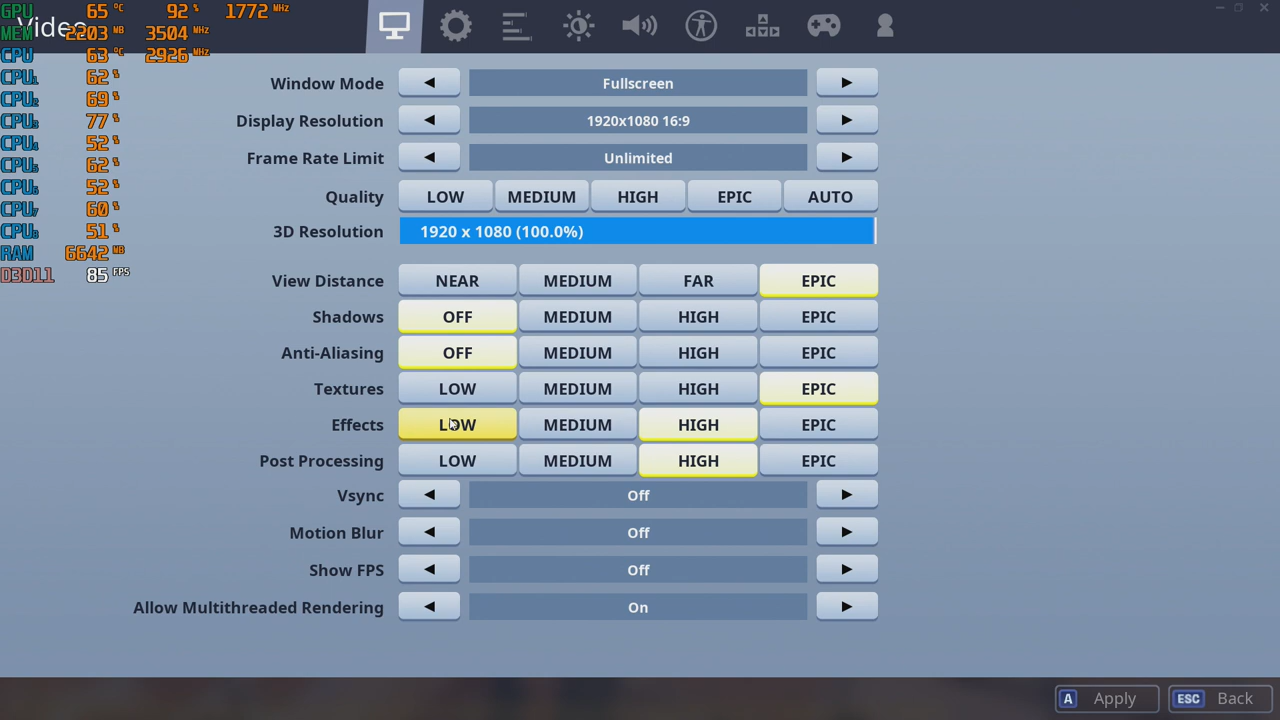 Video
GPU 65 °C 92 % 1772 MHz
MEM 2203 MB 3504 MHz
CPU 63 °C 2926 MHz
CPU1 62 %
CPU2 69 %
CPU3 77 %
CPU4 52 %
CPU5 62 %
CPU6 52 %
CPU7 60 %
CPU8 51 %
RAM 6642 MB
D3D11 85 FPS
Window Mode Fullscreen
Display Resolution 1920x1080 16:9
Frame Rate Limit Unlimited
Quality LOW MEDIUM HIGH EPIC AUTO
3D Resolution 1920 x 1080 (100.0%)
View Distance NEAR MEDIUM FAR EPIC
Shadows OFF MEDIUM HIGH EPIC
Anti-Aliasing OFF MEDIUM HIGH EPIC
Textures LOW MEDIUM HIGH EPIC
Effects LOW MEDIUM HIGH EPIC
Post Processing LOW MEDIUM HIGH EPIC
Vsync Off
Motion Blur Off
Show FPS Off
Allow Multithreaded Rendering On
A Apply ESC Back